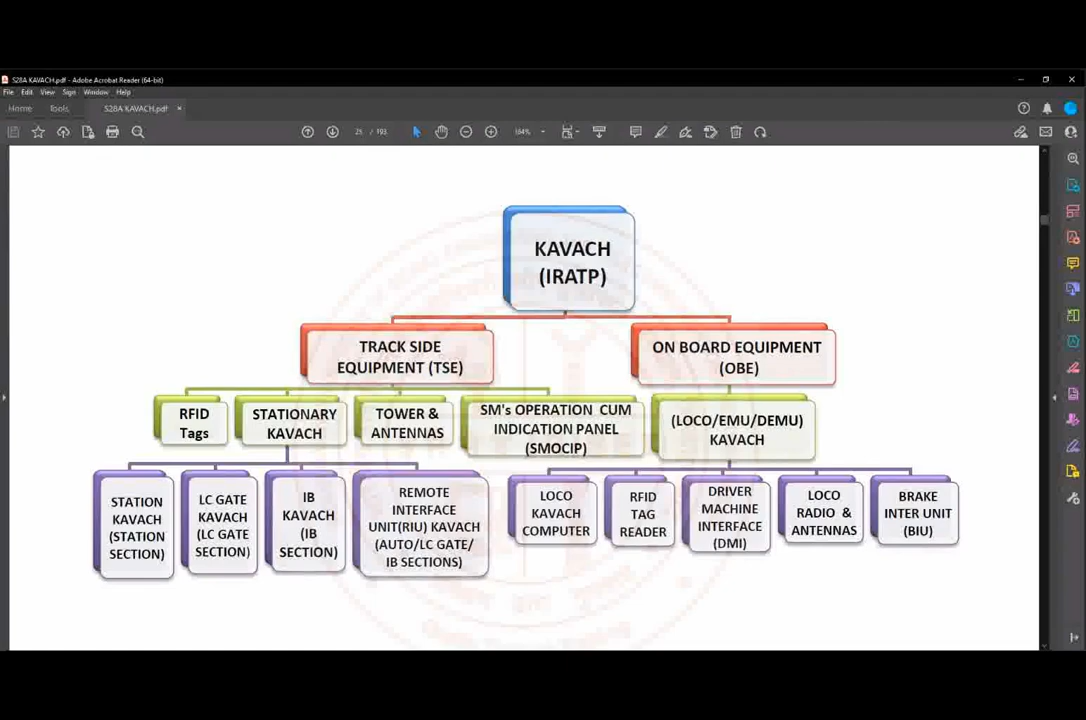 S28A KAVACH.pdf - Adobe Acrobat Reader (64-bit)
File Edit View Sign Window Help
Home Tools S28A KAVACH.pdf ×
/ 193 164%
KAVACH
(IRATP)
TRACK SIDE
EQUIPMENT (TSE)
ON BOARD EQUIPMENT
(OBE)
RFID
Tags
STATIONARY
KAVACH
TOWER &
ANTENNAS
SM's OPERATION CUM
INDICATION PANEL
(SMOCIP)
(LOCO/EMU/DEMU)
KAVACH
STATION
KAVACH
(STATION
SECTION)
LC GATE
KAVACH
(LC GATE
SECTION)
IB
KAVACH
(IB
SECTION)
REMOTE
INTERFACE
UNIT(RIU) KAVACH
(AUTO/LC GATE/
IB SECTIONS)
LOCO
KAVACH
COMPUTER
RFID
TAG
READER
DRIVER
MACHINE
INTERFACE
(DMI)
LOCO
RADIO &
ANTENNAS
BRAKE
INTER UNIT
(BIU)